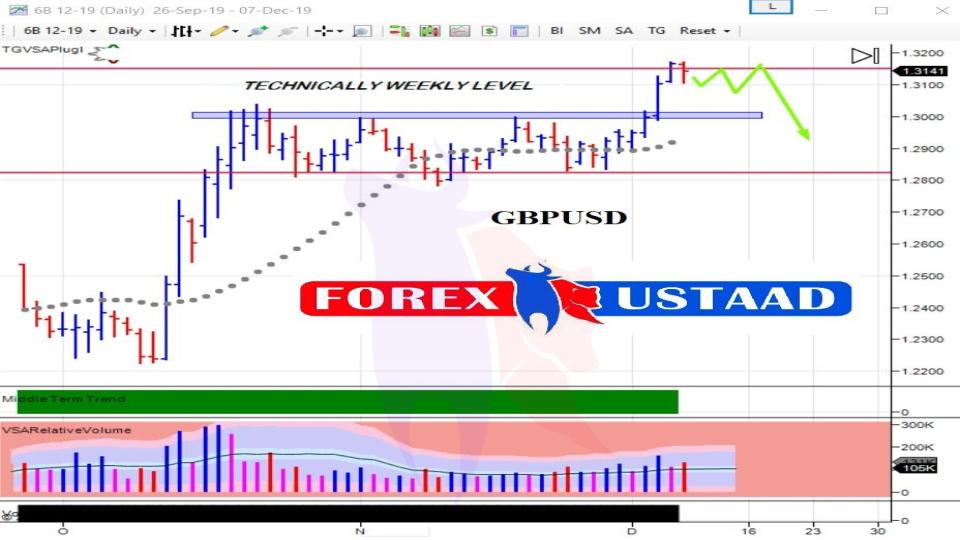 6B 12-19 (Daily) 26-Sep-19 - 07-Dec-19
L
6B 12-19 Daily BI SM SA TG Reset
TGVSAPlugI
1.3200
1.3141
1.3100
1.3000
1.2900
1.2800
1.2700
1.2600
1.2500
1.2400
1.2300
1.2200
TECHNICALLY WEEKLY LEVEL
GBPUSD
FOREX USTAAD
Middle Term Trend
0
VSARelativeVolume
300K
200K
105K
0
0
O N D 16 23 30